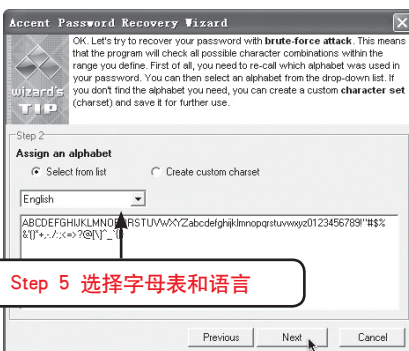 Accent Password Recovery Wizard
OK. Let's try to recover your password with brute-force attack. This means
that the program will check all possible character combinations within the
range you define. First of all, you need to re-call which alphabet was used in
your password. You can then select an alphabet from the drop-down list. If
you don't find the alphabet you need, you can create a custom character set
(charset) and save it for further use.
wizard's
TIP
Step 2
Assign an alphabet
Select from list
Create custom charset
English
ABCDEFGHIJKLMNO RSTUVWXYZabcdefghijklmnopqrstuvwxyz0123456789!"#$%
&'()*+,-./:;<=>?@[\]^_`{
Step 5 选择字母表和语言
Previous
Next
Cancel